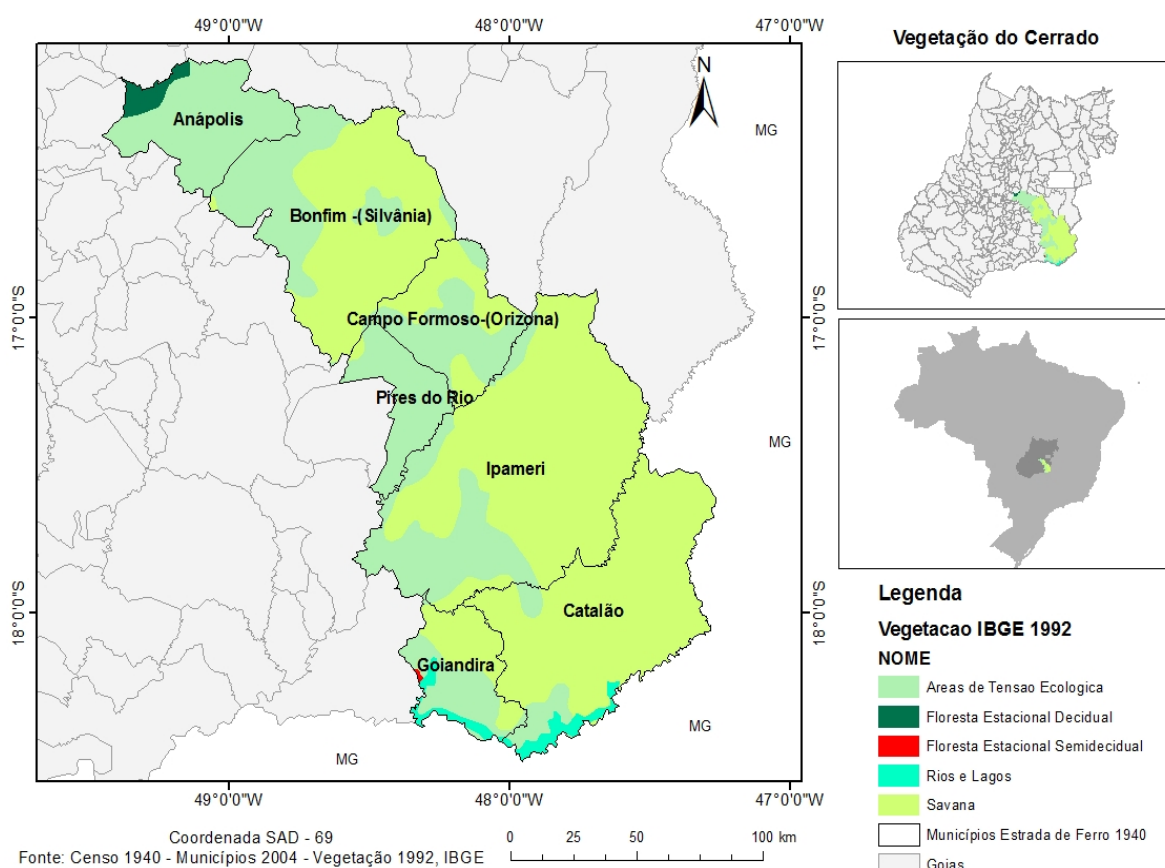 49°0'0"W
48°0'0"W
47°0'0"W
N
MG
Anápolis
Bonfim -(Silvânia)
17°0'0"S
Campo Formoso-(Orizona)
17°0'0"S
Pires do Rio
MG
Ipameri
18°0'0"S
Catalão
18°0'0"S
Goiandira
MG
MG
49°0'0"W
48°0'0"W
47°0'0"W
Coordenada SAD - 69
0 25 50 100 km
Fonte: Censo 1940 - Municípios 2004 - Vegetação 1992, IBGE
Vegetação do Cerrado
Legenda
Vegetacao IBGE 1992
NOME
Areas de Tensao Ecologica
Floresta Estacional Decidual
Floresta Estacional Semidecidual
Rios e Lagos
Savana
Municípios Estrada de Ferro 1940
Goias